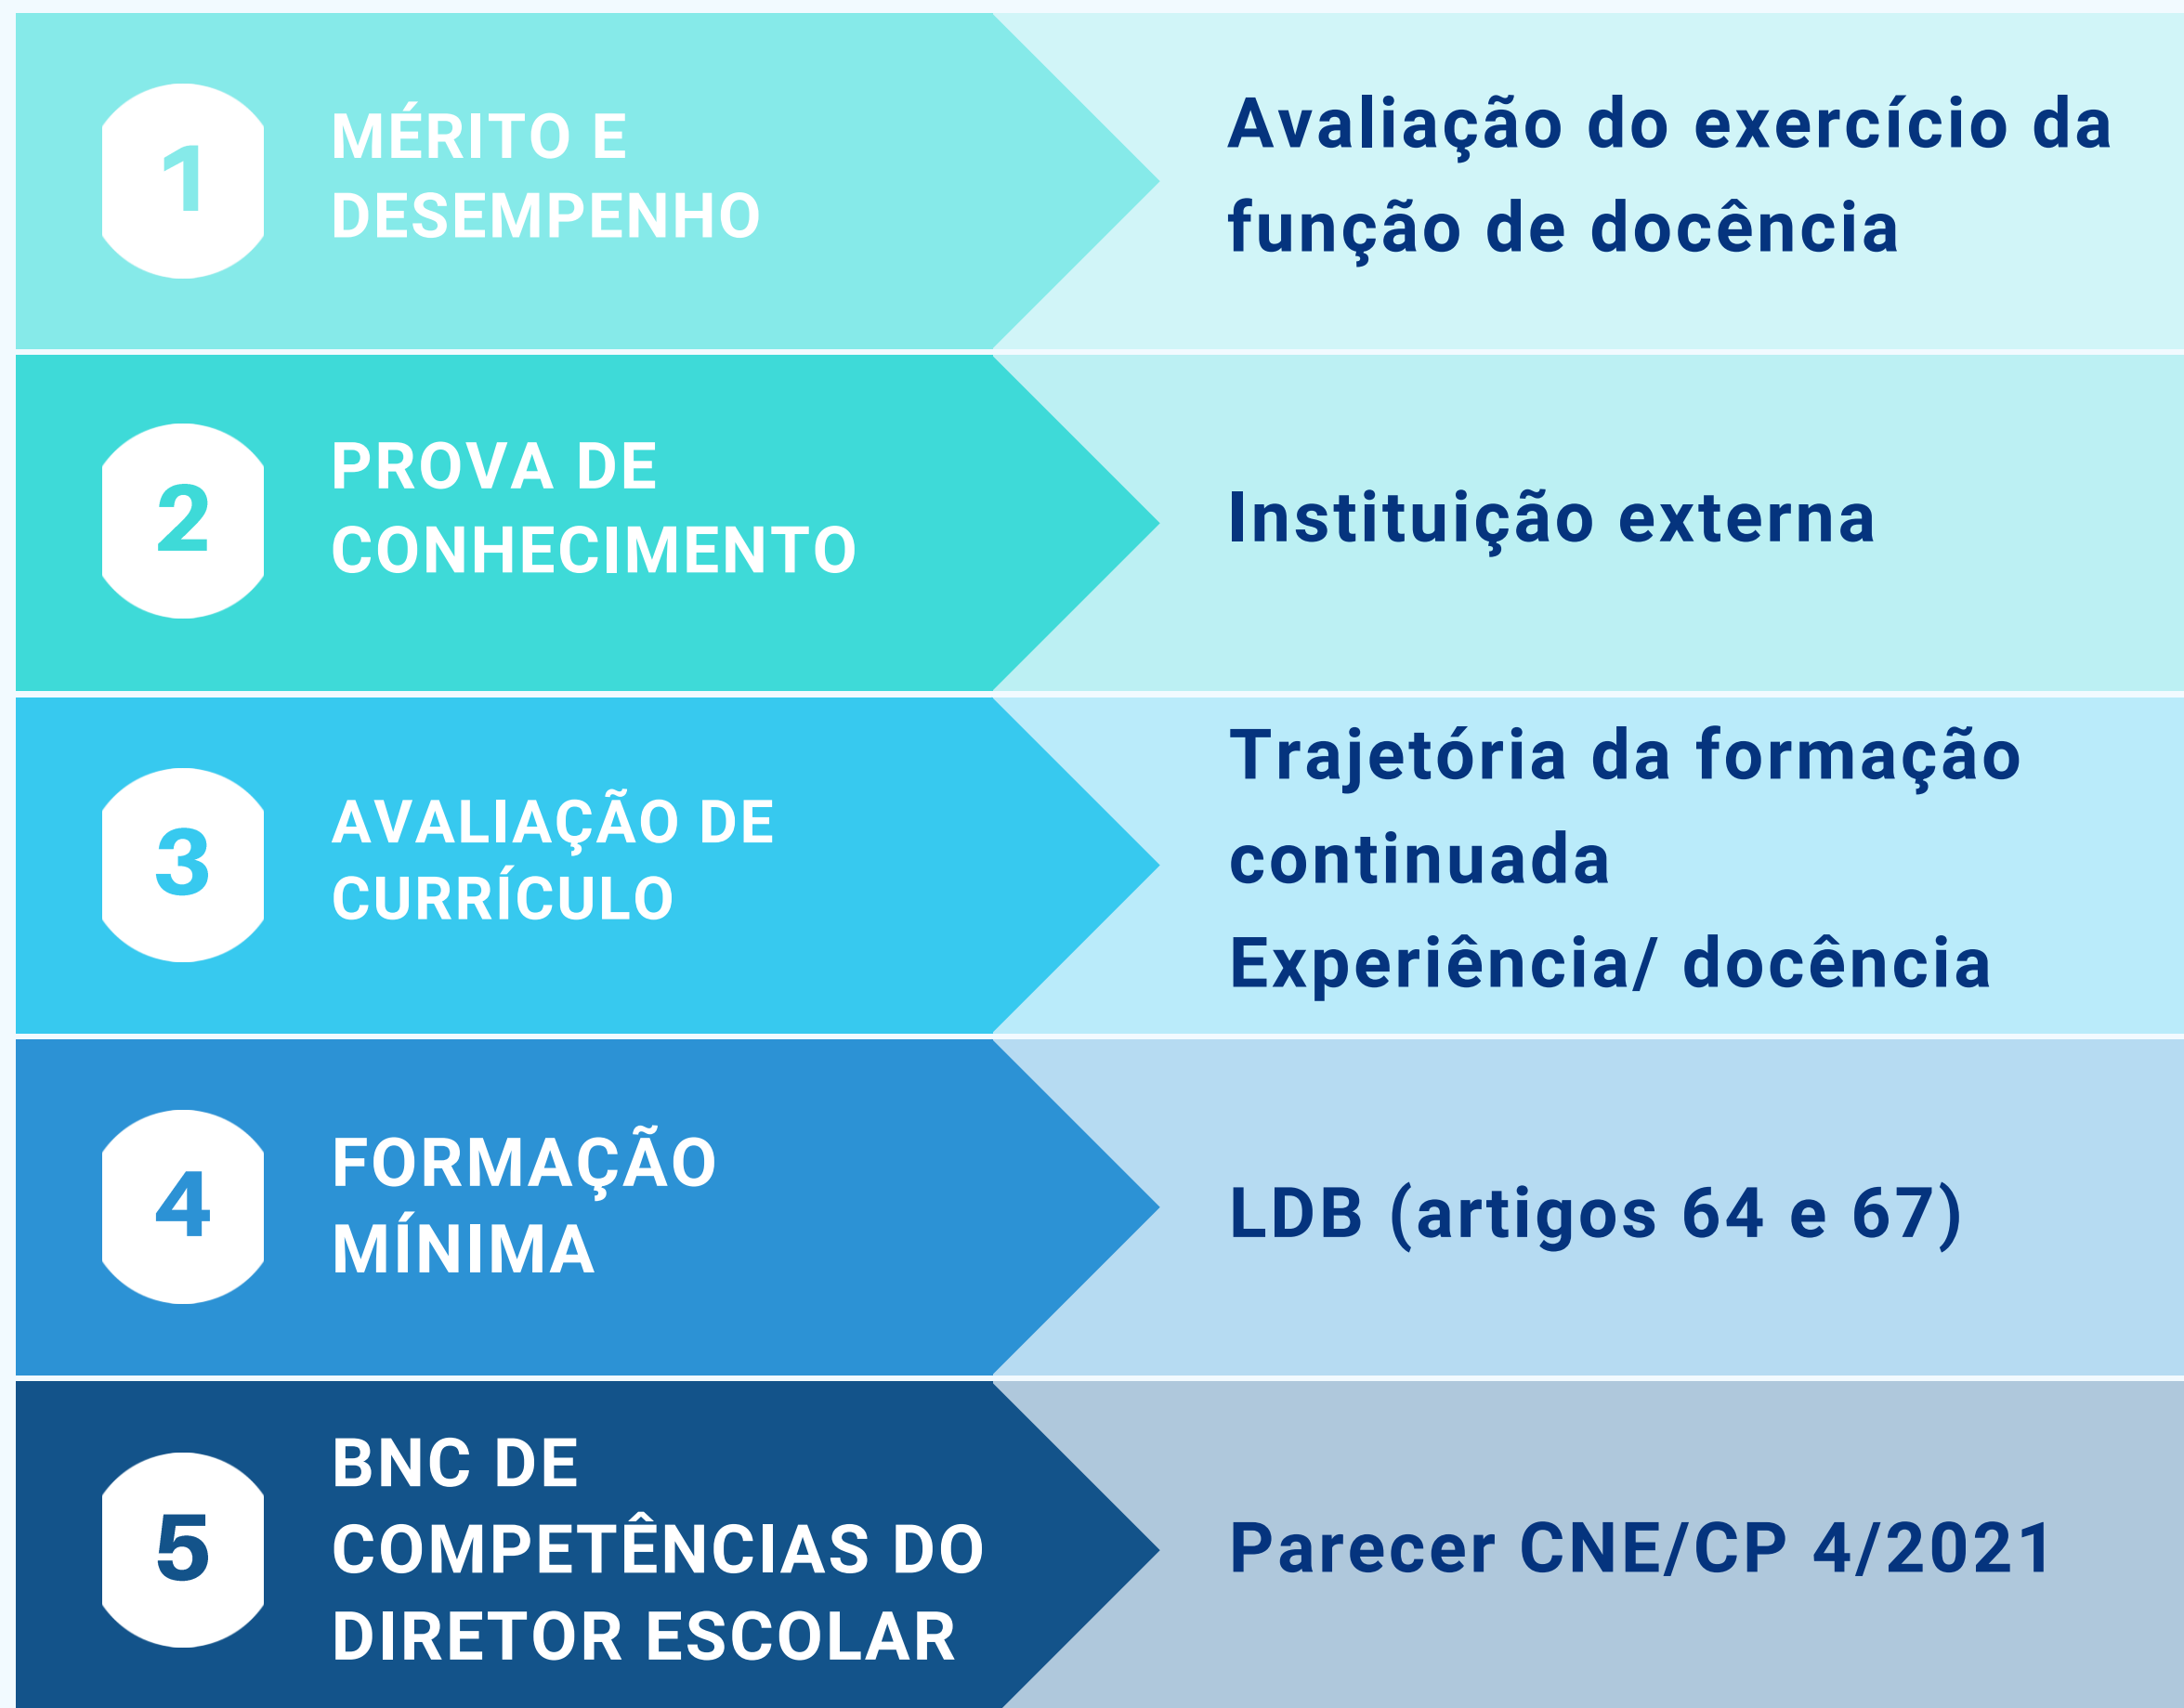 1
MÉRITO E
DESEMPENHO
Avaliação do exercício da
função de docência
2
PROVA DE
CONHECIMENTO
Instituição externa
3
AVALIAÇÃO DE
CURRÍCULO
Trajetória da formação
continuada
Experiência/ docência
4
FORMAÇÃO
MÍNIMA
LDB (artigos 64 e 67)
5
BNC DE
COMPETÊNCIAS DO
DIRETOR ESCOLAR
Parecer CNE/CP 4/2021